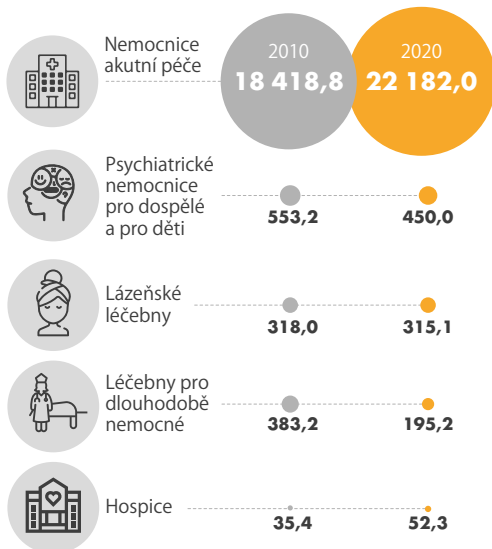 Nemocnice
akutní péče
2010
18 418,8
2020
22 182,0
Psychiatrické
nemocnice
pro dospělé
a pro děti
553,2
450,0
Lázeňské
léčebny
318,0
315,1
Léčebny pro
dlouhodobě
nemocné
383,2
195,2
Hospice
35,4
52,3